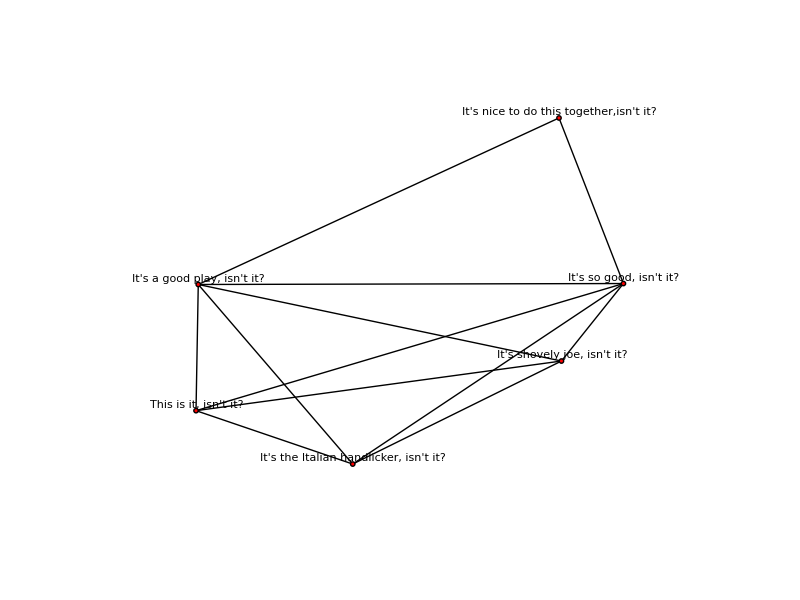 It's nice to do this together,isn't it?
It's a good play, isn't it?
It's so good, isn't it?
It's shovely joe, isn't it?
This is it, isn't it?
It's the Italian handlicker, isn't it?